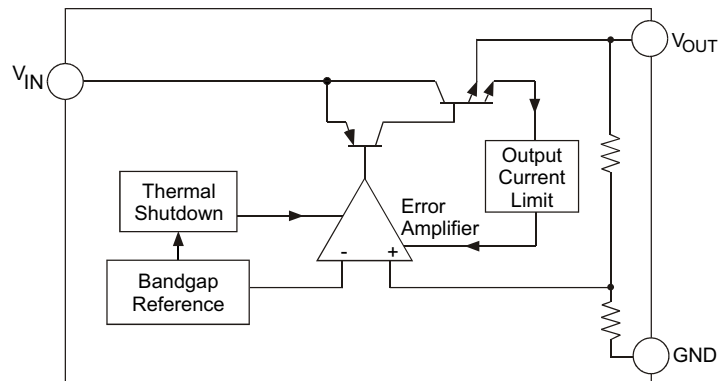 VOUT
VIN
Output
Current
Limit
Thermal
Shutdown
Error
Amplifier
- +
Bandgap
Reference
GND